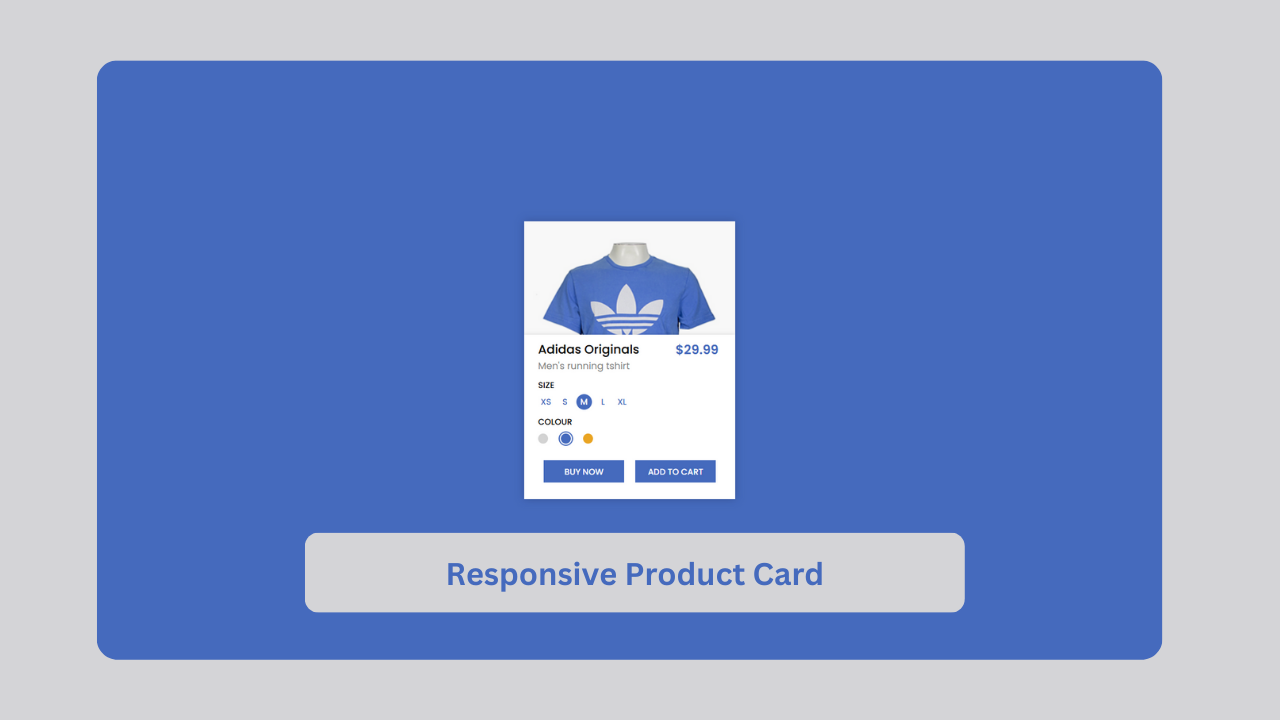 Adidas Originals $29.99
Men's running tshirt
SIZE
XS S M L XL
COLOUR
BUY NOW ADD TO CART
Responsive Product Card